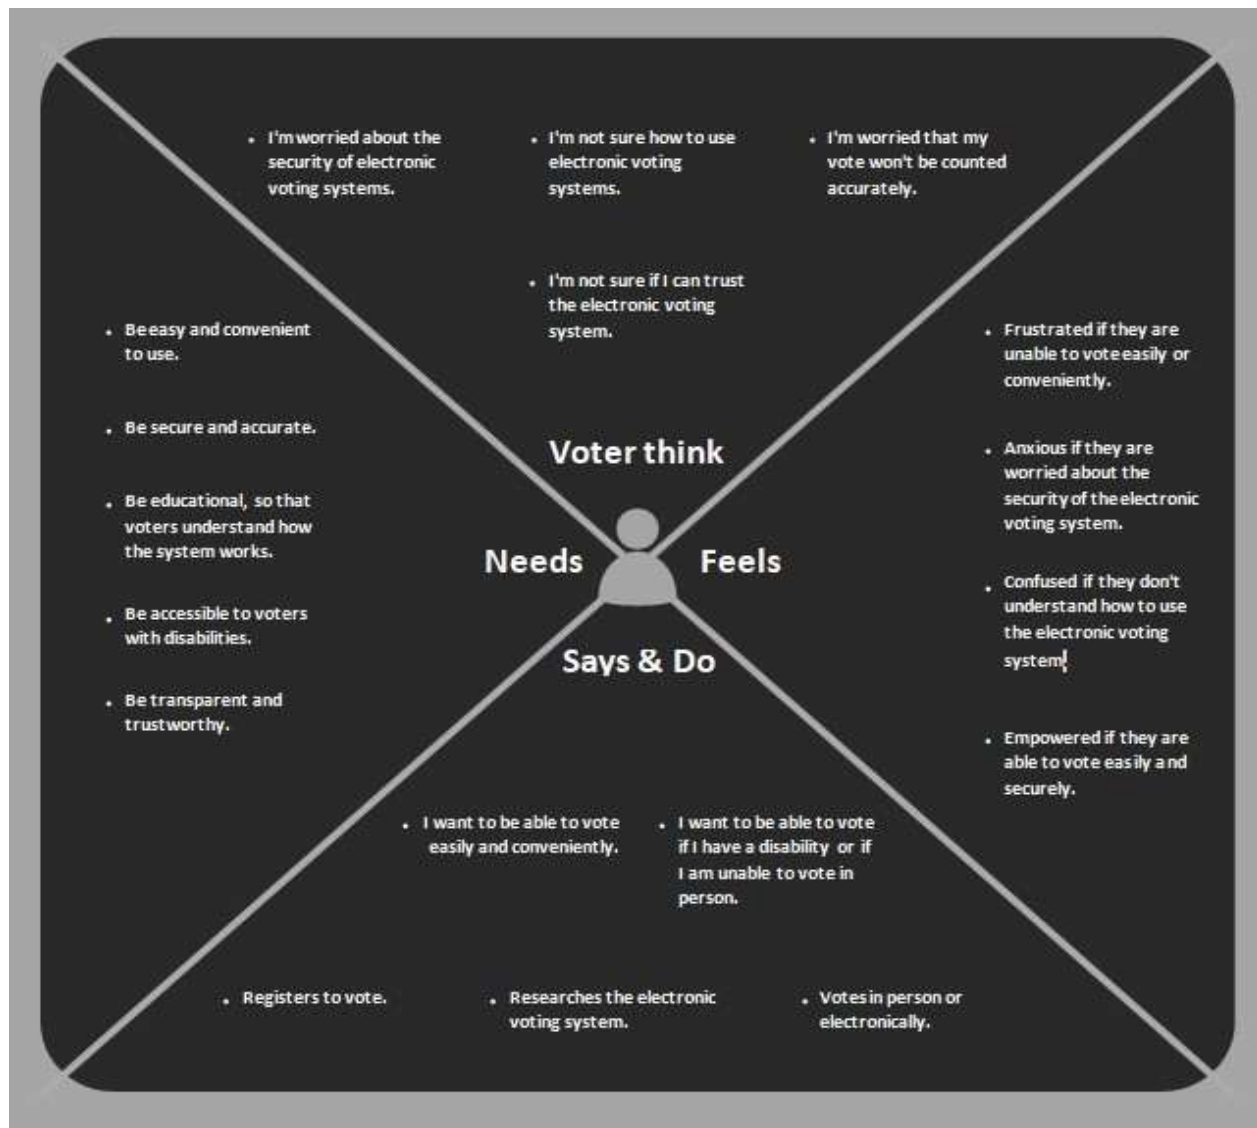 • I'm worried about the
security of electronic
voting systems.
• I'm not sure how to use
electronic voting
systems.
• I'm worried that my
vote won't be counted
accurately.
• I'm not sure if I can trust
the electronic voting
system.
Voter think
Needs
• Be easy and convenient
to use.
• Be secure and accurate.
• Be educational, so that
voters understand how
the system works.
• Be accessible to voters
with disabilities.
• Be transparent and
trustworthy.
Feels
• Frustrated if they are
unable to vote easily or
conveniently.
• Anxious if they are
worried about the
security of the electronic
voting system.
• Confused if they don't
understand how to use
the electronic voting
system.
• Empowered if they are
able to vote easily and
securely.
Says & Do
• I want to be able to vote
easily and conveniently.
• I want to be able to vote
if I have a disability or if
I am unable to vote in
person.
• Registers to vote.
• Researches the electronic
voting system.
• Votes in person or
electronically.